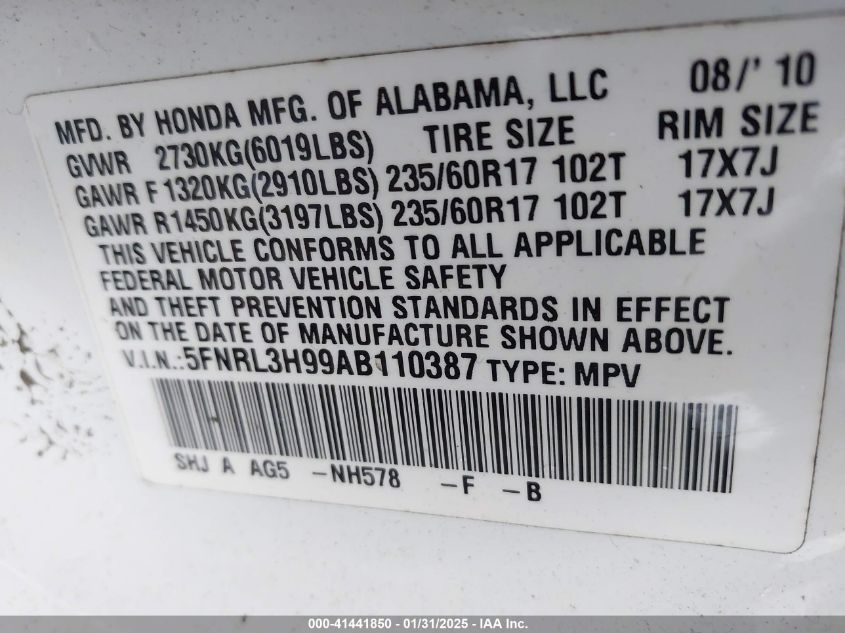 MFD. BY HONDA MFG. OF ALABAMA, LLC 08/' 10
GVWR 2730KG(6019LBS) TIRE SIZE RIM SIZE
GAWR F 1320KG(2910LBS) 235/60R17 102T 17X7J
GAWR R1450KG(3197LBS) 235/60R17 102T 17X7J
THIS VEHICLE CONFORMS TO ALL APPLICABLE
FEDERAL MOTOR VEHICLE SAFETY
AND THEFT PREVENTION STANDARDS IN EFFECT
ON THE DATE OF MANUFACTURE SHOWN ABOVE.
V.I.N.:5FNRL3H99AB110387 TYPE: MPV
SHJ A AG5 -NH578 -F -B
000-41441850 / 01/31/2025 - IAA Inc.